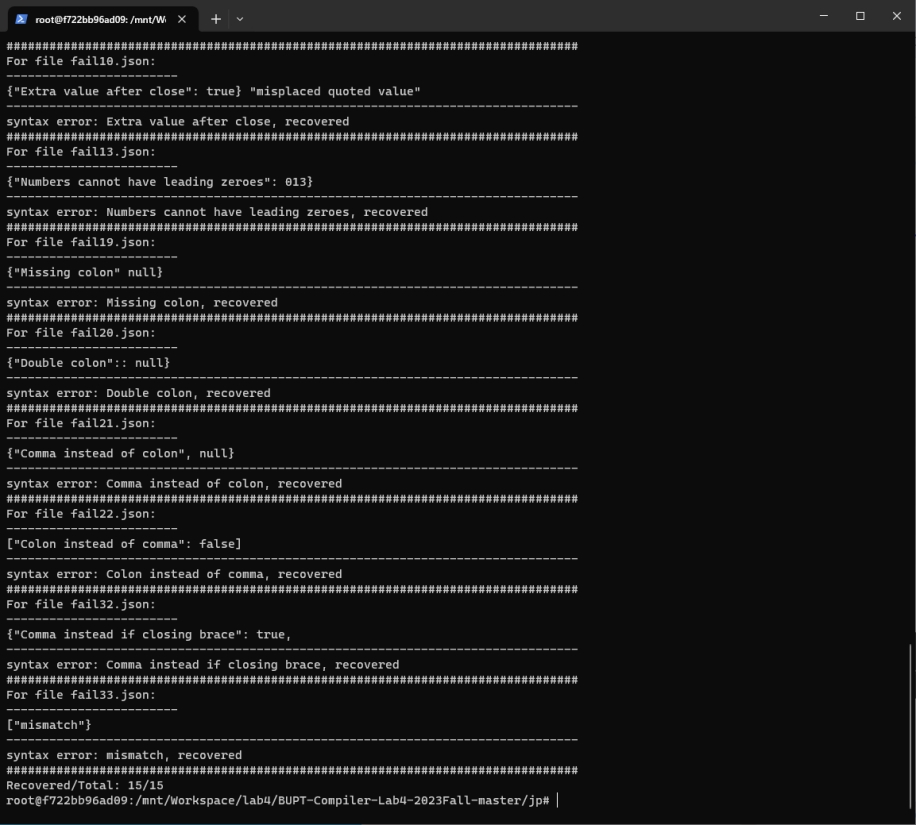 root@f722bb96ad09: /mnt/W
################################################################################
For file fail10.json:
------------------------
{"Extra value after close": true} "misplaced quoted value"
--------------------------------------------------------------------------------
syntax error: Extra value after close, recovered
################################################################################
For file fail13.json:
------------------------
{"Numbers cannot have leading zeroes": 013}
--------------------------------------------------------------------------------
syntax error: Numbers cannot have leading zeroes, recovered
################################################################################
For file fail19.json:
------------------------
{"Missing colon" null}
--------------------------------------------------------------------------------
syntax error: Missing colon, recovered
################################################################################
For file fail20.json:
------------------------
{"Double colon":: null}
--------------------------------------------------------------------------------
syntax error: Double colon, recovered
################################################################################
For file fail21.json:
------------------------
{"Comma instead of colon", null}
--------------------------------------------------------------------------------
syntax error: Comma instead of colon, recovered
################################################################################
For file fail22.json:
------------------------
["Colon instead of comma": false]
--------------------------------------------------------------------------------
syntax error: Colon instead of comma, recovered
################################################################################
For file fail32.json:
------------------------
{"Comma instead if closing brace": true,
--------------------------------------------------------------------------------
syntax error: Comma instead if closing brace, recovered
################################################################################
For file fail33.json:
------------------------
["mismatch"}
--------------------------------------------------------------------------------
syntax error: mismatch, recovered
################################################################################
Recovered/Total: 15/15
root@f722bb96ad09:/mnt/Workspace/lab4/BUPT-Compiler-Lab4-2023Fall-master/jp#